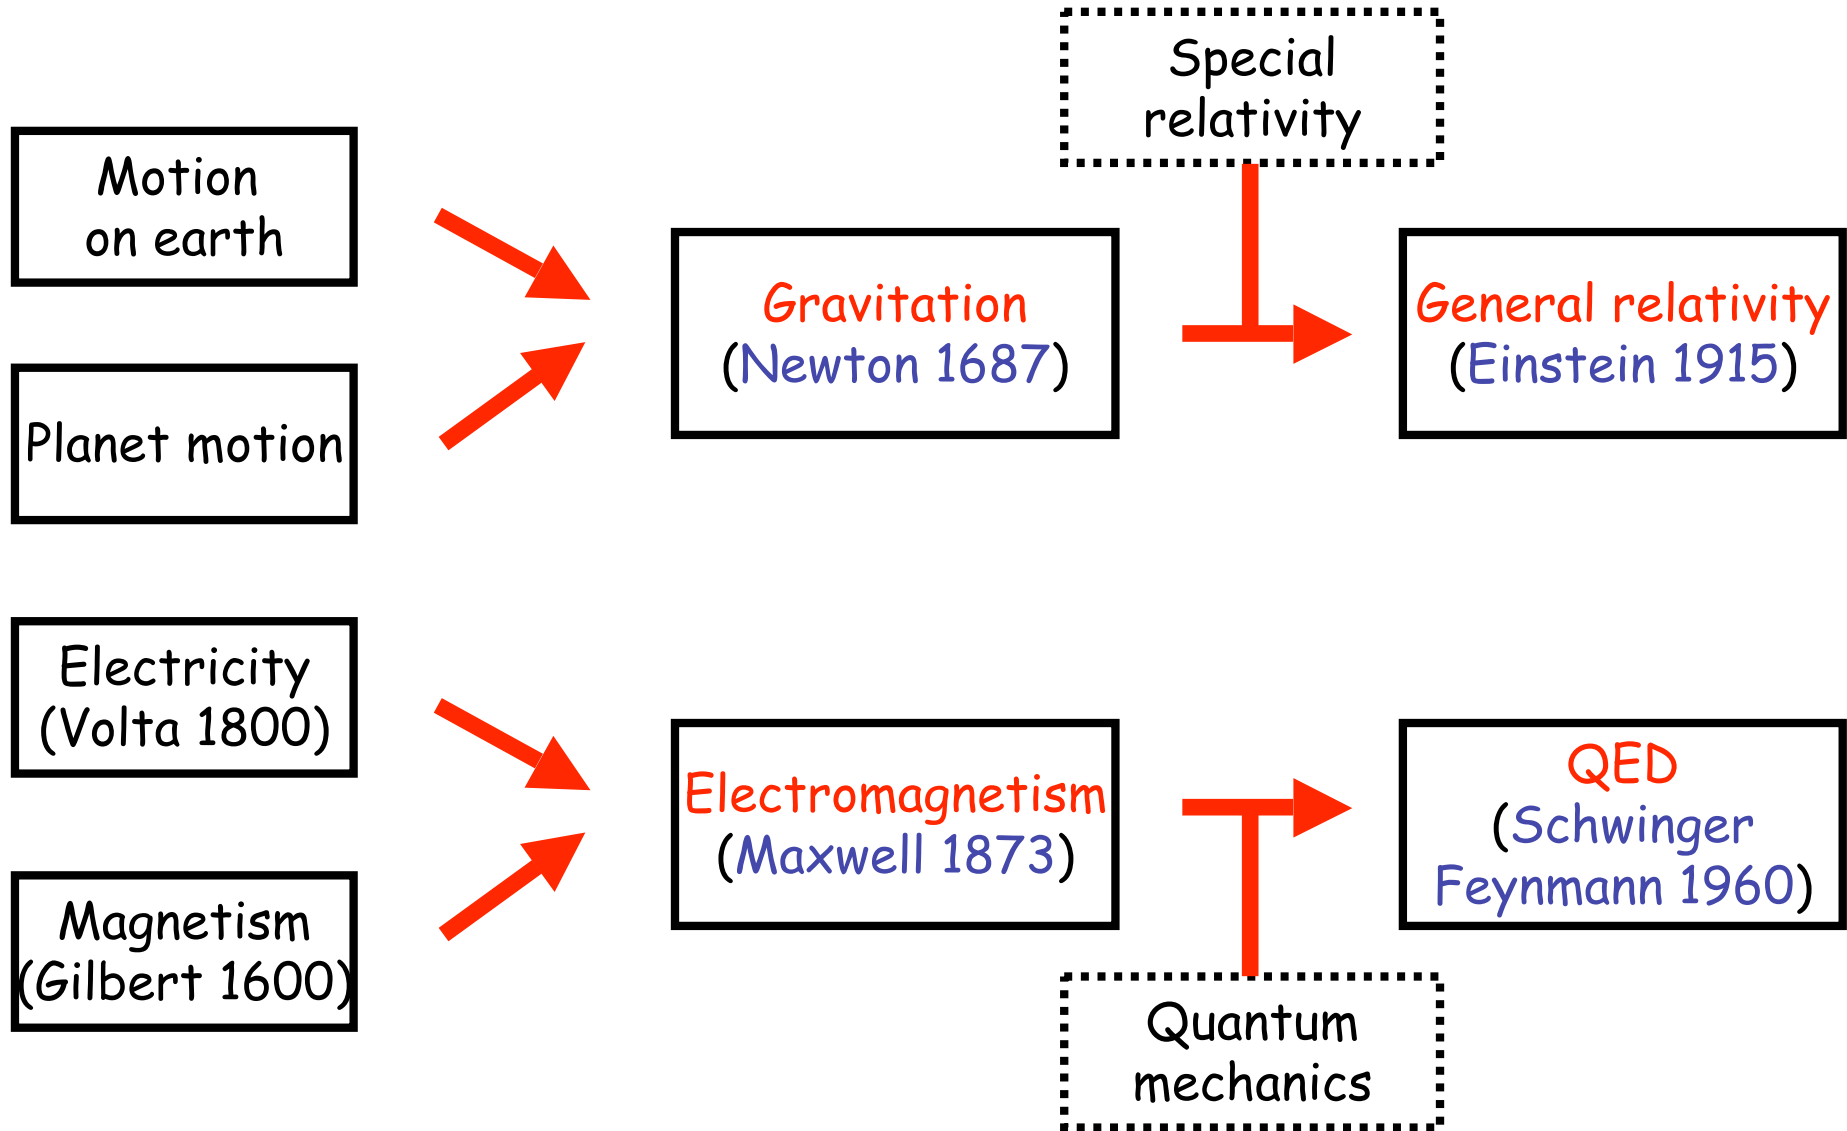 Special
relativity
Motion
on earth
Gravitation
(Newton 1687)
General relativity
(Einstein 1915)
Planet motion
Electricity
(Volta 1800)
Electromagnetism
(Maxwell 1873)
QED
(Schwinger
Feynmann 1960)
Magnetism
(Gilbert 1600)
Quantum
mechanics